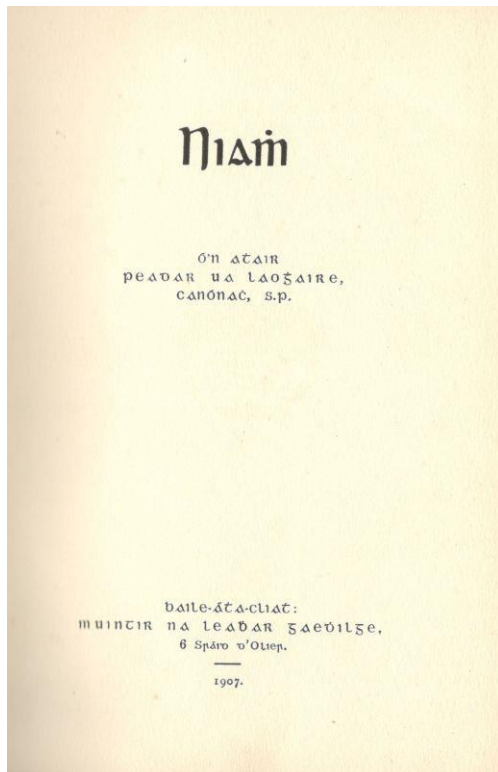 Niaṁ
ó'n aṫair
peadar ua laoġaire,
canónaċ, s.p.
baile-áṫa-cliaṫ:
muintir na leaḃar gaeḋilge,
6 Sráid d'Olier.
1907.